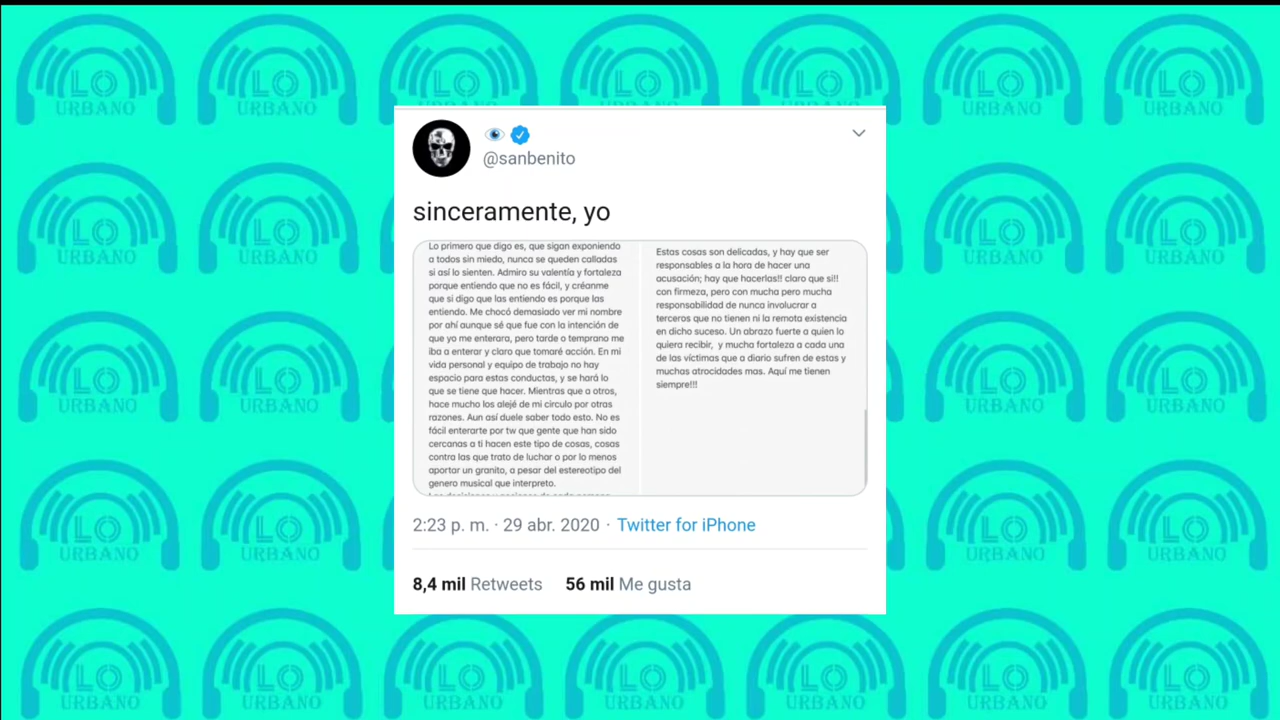 @sanbenito
sinceramente, yo
Lo primero que digo es, que sigan exponiendo
a todos sin miedo, nunca se queden calladas
si así lo sienten. Admiro su valentía y fortaleza
porque entiendo que no es fácil, y créanme
que si digo que las entiendo es porque las
entiendo. Me chocó demasiado ver mi nombre
por ahí aunque sé que fue con la intención de
que yo me enterara, pero tarde o temprano me
iba a enterar y claro que tomaré acción. En mi
vida personal y equipo de trabajo no hay
espacio para estas conductas, y se hará lo
que se tiene que hacer. Mientras que a otros,
hace mucho los alejé de mi circulo por otras
razones. Aun así duele saber todo esto. No es
fácil enterarte por tw que gente que han sido
cercanas a ti hacen este tipo de cosas, cosas
contra las que trato de luchar o por lo menos
aportar un granito, a pesar del estereotipo del
genero musical que interpreto.
Estas cosas son delicadas, y hay que ser
responsables a la hora de hacer una
acusación; hay que hacerlas!! claro que si!!
con firmeza, pero con mucha pero mucha
responsabilidad de nunca involucrar a
terceros que no tienen ni la remota existencia
en dicho suceso. Un abrazo fuerte a quien lo
quiera recibir, y mucha fortaleza a cada una
de las víctimas que a diario sufren de estas y
muchas atrocidades mas. Aquí me tienen
siempre!!!
2:23 p. m. · 29 abr. 2020 · Twitter for iPhone
8,4 mil Retweets 56 mil Me gusta
LO
URBANO